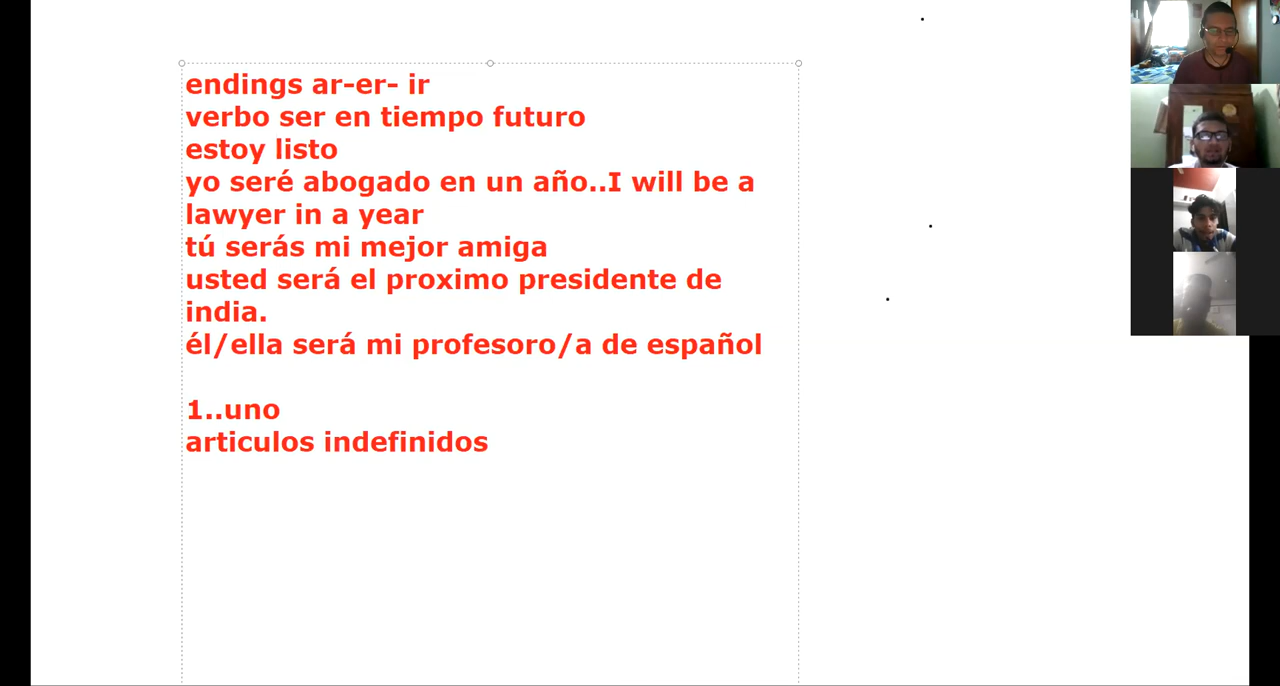 endings ar-er- ir
verbo ser en tiempo futuro
estoy listo
yo seré abogado en un año..I will be a
lawyer in a year
tú serás mi mejor amiga
usted será el proximo presidente de
india.
él/ella será mi profesoro/a de español
1..uno
articulos indefinidos